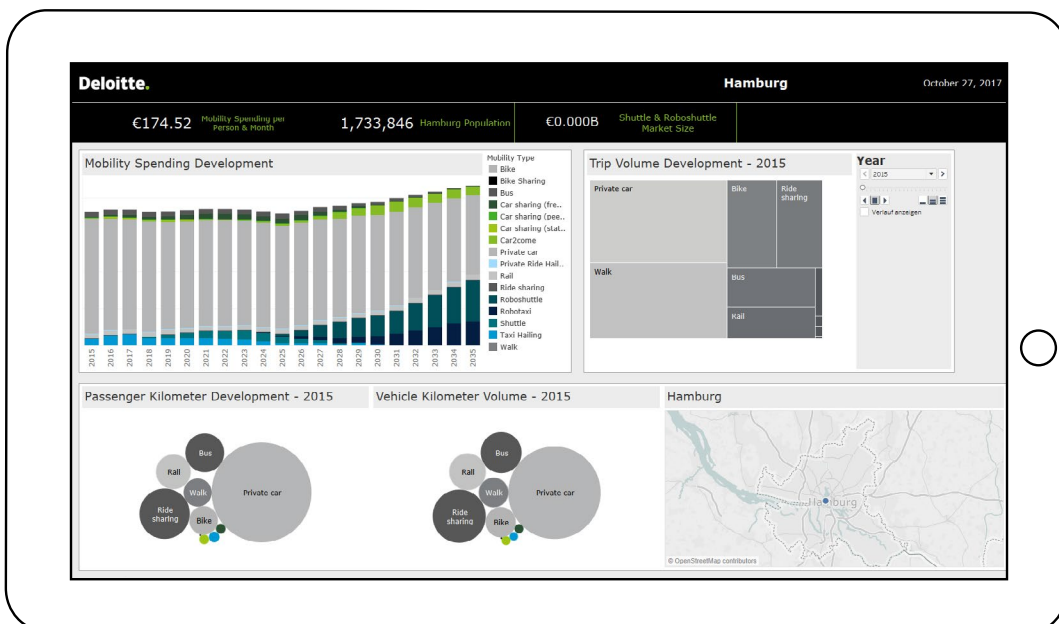 Deloitte.
Hamburg
October 27, 2017
€174.52 Mobility Spending per
Person & Month
1,733,846 Hamburg Population
€0.000B Shuttle & Roboshuttle
Market Size
Mobility Spending Development
Mobility Type
Bike
Bike Sharing
Bus
Car sharing (fre..
Car sharing (pee..
Car sharing (stat..
Car2come
Private car
Private Ride Hail..
Rail
Ride sharing
Roboshuttle
Robotaxi
Shuttle
Taxi Hailing
Walk
2015 2016 2017 2018 2019 2020 2021 2022 2023 2024 2025 2026 2027 2028 2029 2030 2031 2032 2033 2034 2035
Trip Volume Development - 2015
Private car
Bike
Ride
sharing
Walk
Bus
Rail
Year
2015
Verlauf anzeigen
Passenger Kilometer Development - 2015
Bus
Rail
Walk
Private car
Ride
sharing
Bike
Vehicle Kilometer Volume - 2015
Bus
Rail
Walk
Private car
Ride
sharing
Bike
Hamburg
Hamburg
© OpenStreetMap contributors